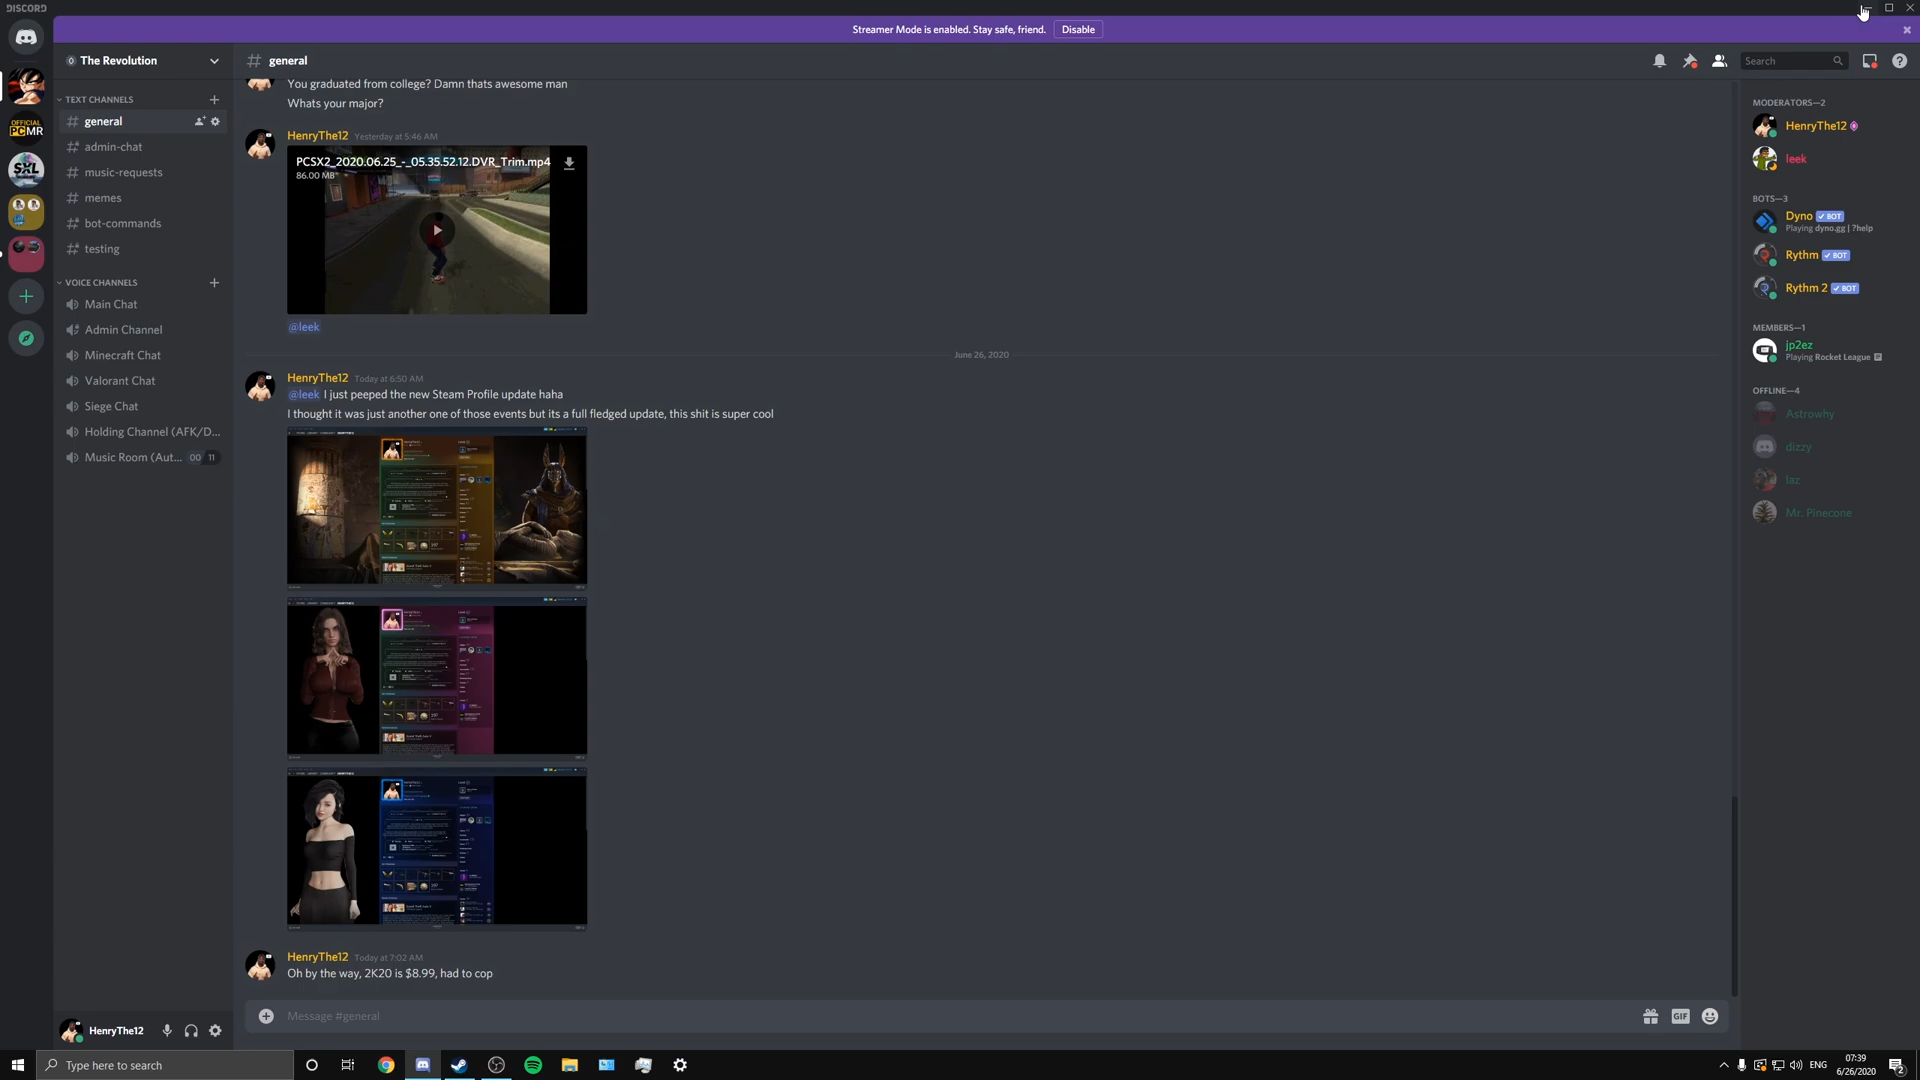 DISCORD
Streamer Mode is enabled. Stay safe, friend. Disable
The Revolution
general
Search
TEXT CHANNELS
general
admin-chat
music-requests
memes
bot-commands
testing
VOICE CHANNELS
Main Chat
Admin Channel
Minecraft Chat
Valorant Chat
Siege Chat
Holding Channel (AFK/D...
Music Room (Aut... 00 11
OFFICIAL
PCMR
SXL
You graduated from college? Damn thats awesome man
Whats your major?
HenryThe12 Yesterday at 5:46 AM
PCSX2_2020.06.25_-_05.35.52.12.DVR_Trim.mp4
86.00 MB
@leek
June 26, 2020
HenryThe12 Today at 6:50 AM
@leek I just peeped the new Steam Profile update haha
I thought it was just another one of those events but its a full fledged update, this shit is super cool
HenryThe12 Today at 7:02 AM
Oh by the way, 2K20 is $8.99, had to cop
Message #general
GIF
MODERATORS—2
HenryThe12
leek
BOTS—3
Dyno BOT
Playing dyno.gg | ?help
Rythm BOT
Rythm 2 BOT
MEMBERS—1
jp2ez
Playing Rocket League
OFFLINE—4
Astrowhy
dizzy
laz
Mr. Pinecone
HenryThe12
Type here to search
ENG
07:39
6/26/2020
2